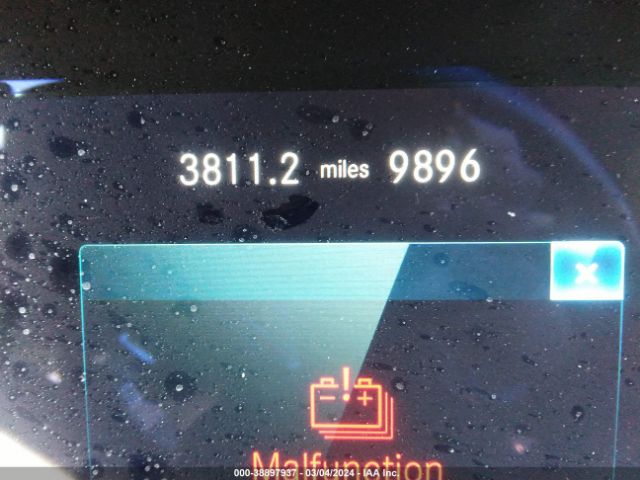 3811.2 miles 9896
Malfunction
000-38897937 - 03/04/2024 - IAA Inc.